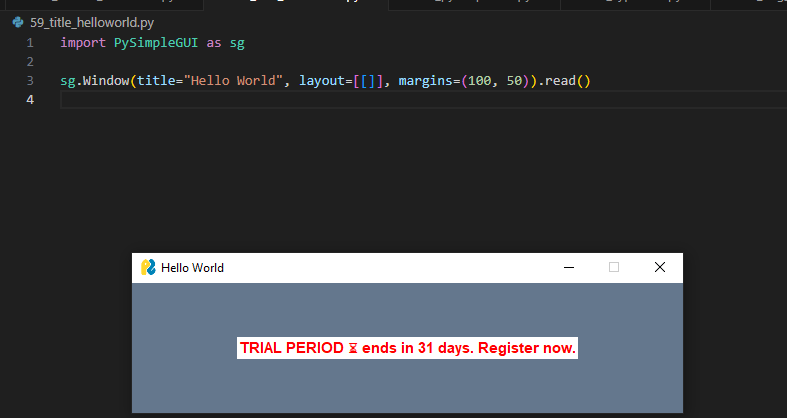 59_title_helloworld.py
1 import PySimpleGUI as sg
2
3 sg.Window(title="Hello World", layout=[[]], margins=(100, 50)).read()
4
Hello World
TRIAL PERIOD ⏳ ends in 31 days. Register now.